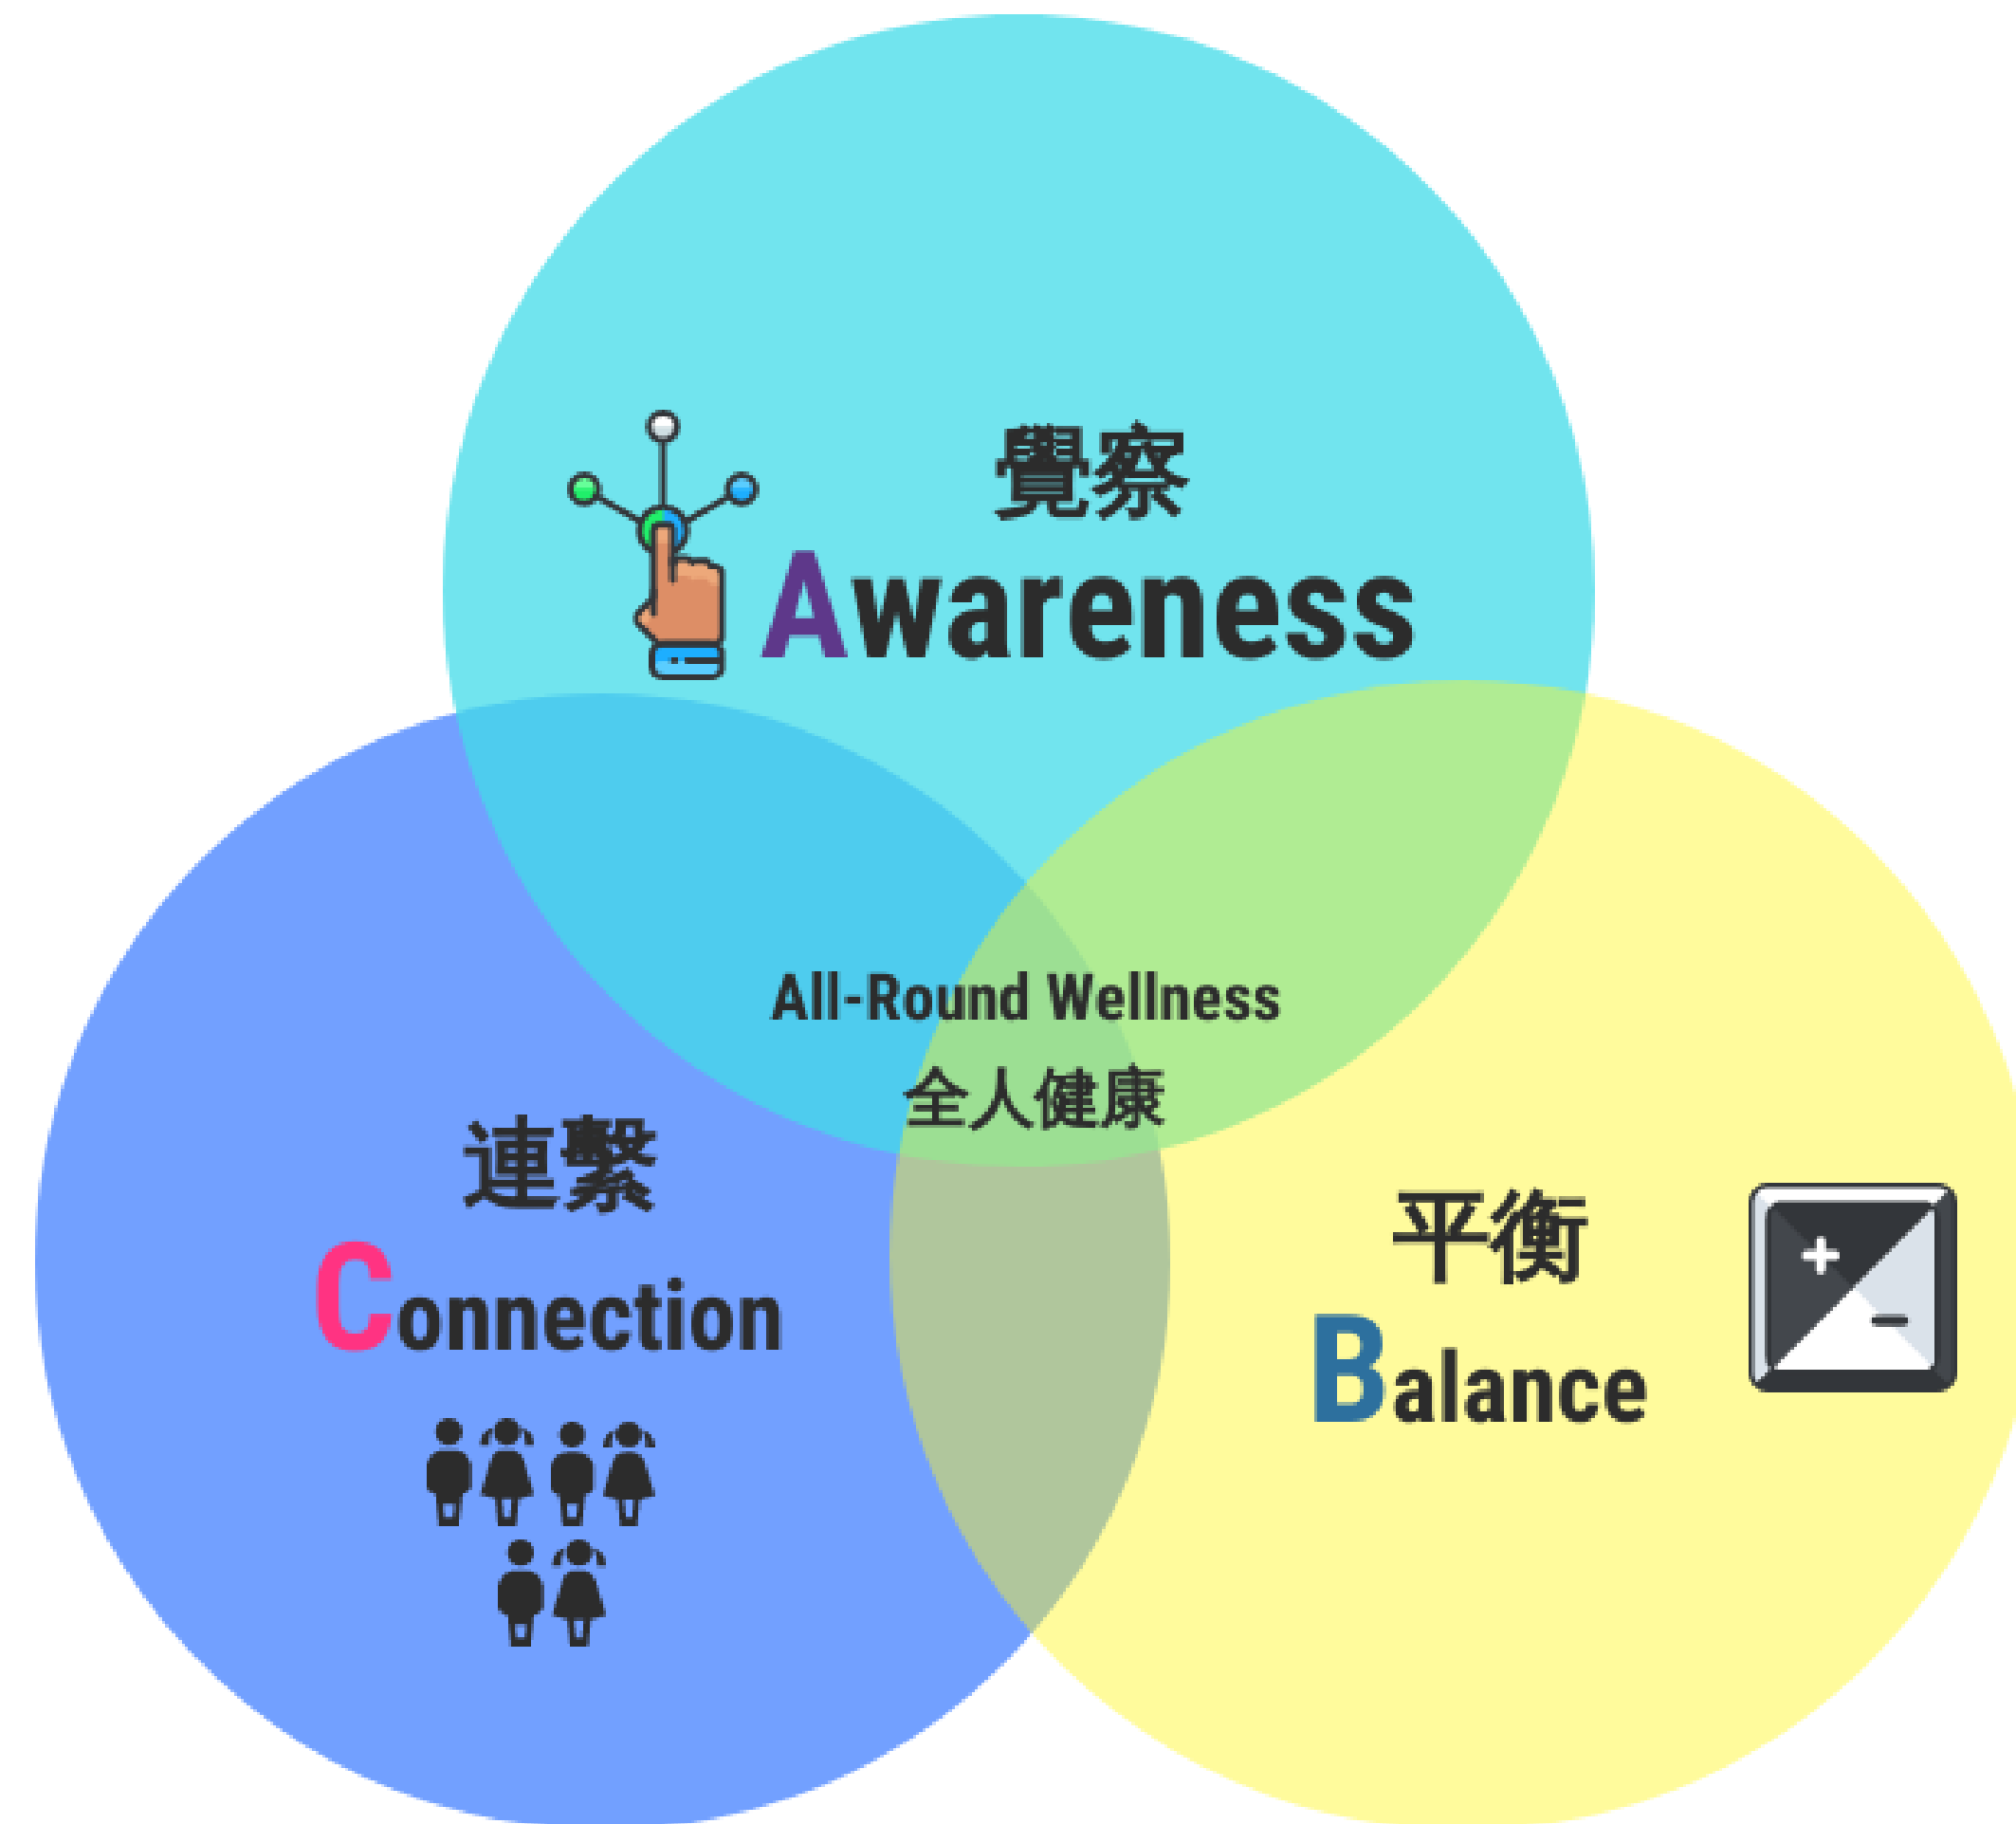 覺察
Awareness
All-Round Wellness
全人健康
連繫
Connection
平衡
Balance